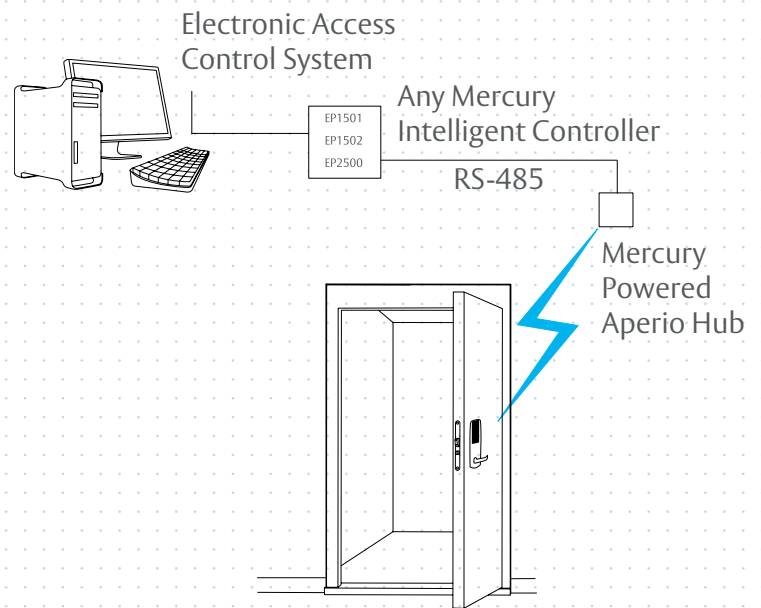 Electronic Access
Control System
EP1501
EP1502
EP2500
Any Mercury
Intelligent Controller
RS-485
Mercury
Powered
Aperio Hub